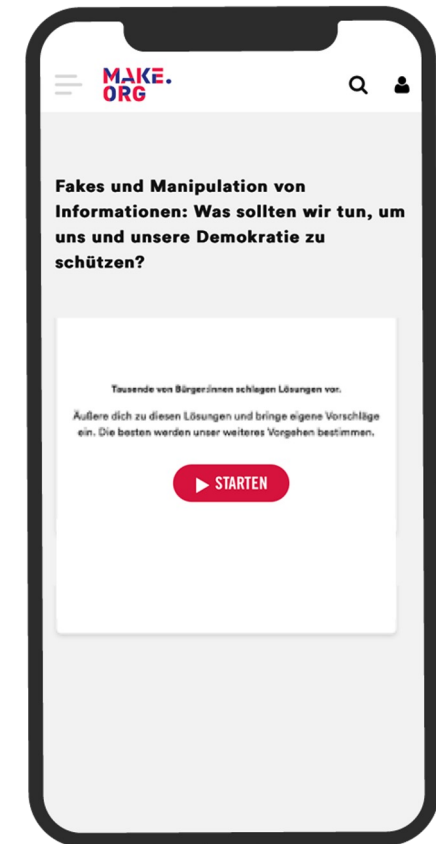 MAKE.
ORG
Fakes und Manipulation von
Informationen: Was sollten wir tun, um
uns und unsere Demokratie zu
schützen?
Tausende von Bürger:innen schlagen Lösungen vor.
Äußere dich zu diesen Lösungen und bringe eigene Vorschläge
ein. Die besten werden unser weiteres Vorgehen bestimmen.
STARTEN